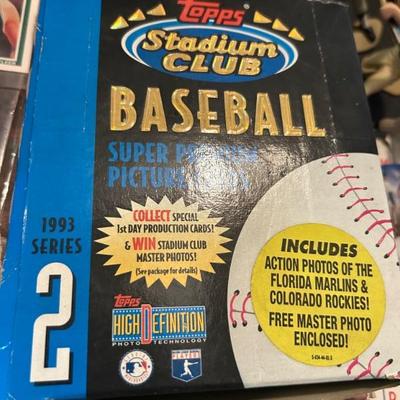 Topps
Stadium
CLUB
BASEBALL
SUPER PREMIUM
PICTURE CARDS
COLLECT SPECIAL
1st DAY PRODUCTION CARDS!
& WIN STADIUM CLUB
MASTER PHOTOS!
(See package for details)
1993
SERIES
2
INCLUDES
ACTION PHOTOS OF THE
FLORIDA MARLINS &
COLORADO ROCKIES!
FREE MASTER PHOTO
ENCLOSED!
Topps
HIGH DEFINITION
PHOTO TECHNOLOGY